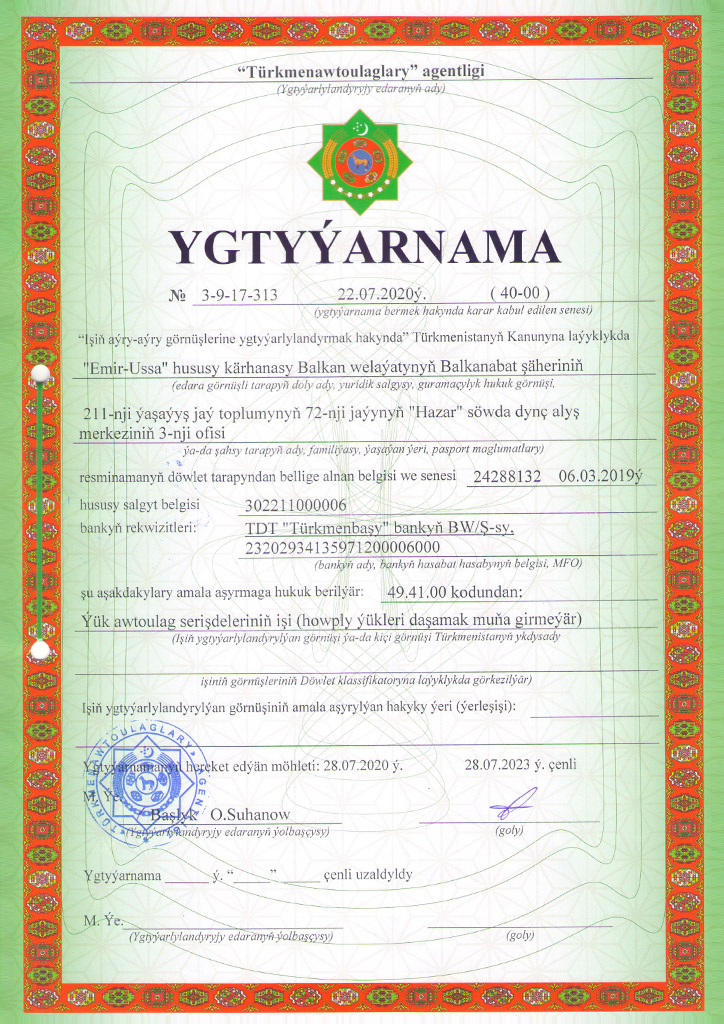 “Türkmenawtoulaglary” agentligi
(Ygtyýarlylandyryjy edaranyň ady)
YGTYÝARNAMA
№ 3-9-17-313 22.07.2020ý. ( 40-00 )
(ygtyýarnama bermek hakynda karar kabul edilen senesi)
“Işiň aýry-aýry görnüşlerine ygtyýarlylandyrmak hakynda” Türkmenistanyň Kanunyna laýyklykda
"Emir-Ussa" hususy kärhanasy Balkan welaýatynyň Balkanabat şäheriniň
(edara görnüşli tarapyň doly ady, ýuridik salgysy, guramaçylyk hukuk görnüşi,
211-nji ýaşaýyş jaý toplumynyň 72-nji jaýynyň "Hazar" söwda dynç alyş
merkeziniň 3-nji ofisi
ýa-da şahsy tarapyň ady, familiýasy, ýaşaýan ýeri, pasport maglumatlary)
resminamanyň döwlet tarapyndan bellige alnan belgisi we senesi 24288132 06.03.2019ý
hususy salgyt belgisi 302211000006
bankyň rekwizitleri: TDT "Türkmenbaşy" bankyň BW/Ş-sy,
23202934135971200006000
(bankyň ady, bankyň hasabat hasabynyň belgisi, MFO)
şu aşakdakylary amala aşyrmaga hukuk berilýär: 49.41.00 kodundan:
Ýük awtoulag serişdeleriniň işi (howply ýükleri daşamak muňa girmeýär)
(Işiň ygtyýarlylandyrylýan görnüşi ýa-da kiçi görnüşi Türkmenistanyň ykdysady
işiniň görnüşleriniň Döwlet klassifikatoryna laýyklykda görkezilýär)
Işiň ygtyýarlylandyrylýan görnüşiniň amala aşyrylýan hakyky ýeri (ýerleşişi):
Ygtyýarnamanyň hereket edýän möhleti: 28.07.2020 ý. 28.07.2023 ý. çenli
M. Ýe.
Başlyk O.Suhanow
(Ygtyýarlylandyryjy edaranyň ýolbaşçysy) (goly)
Ygtyýarnama ______ ý. “_____” _____ çenli uzaldyldy
M. Ýe.
(Ygtyýarlylandyryjy edaranyň ýolbaşçysy) (goly)
«TÜRKMENAWTOULAGLARY» AGENTLIGI